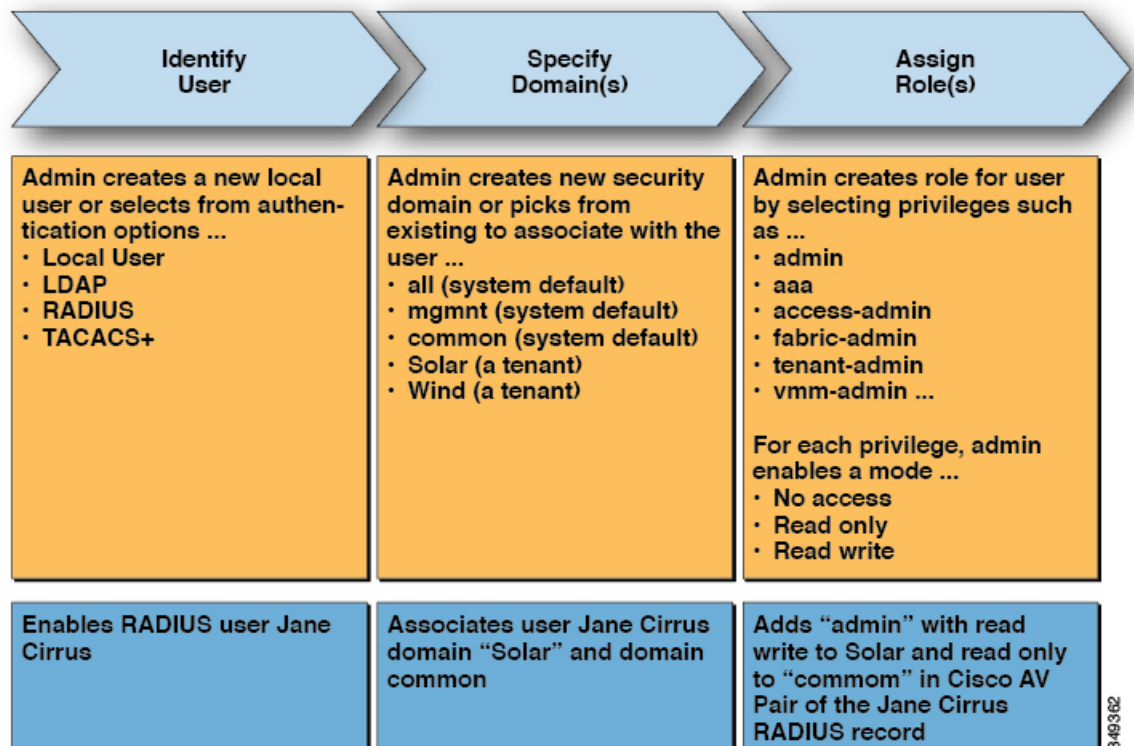 Identify
User
Specify
Domain(s)
Assign
Role(s)
Admin creates a new local
user or selects from authen-
tication options ...
• Local User
• LDAP
• RADIUS
• TACACS+
Admin creates new security
domain or picks from
existing to associate with the
user ...
• all (system default)
• mgmnt (system default)
• common (system default)
• Solar (a tenant)
• Wind (a tenant)
Admin creates role for user
by selecting privileges such
as ...
• admin
• aaa
• access-admin
• fabric-admin
• tenant-admin
• vmm-admin ...
For each privilege, admin
enables a mode ...
• No access
• Read only
• Read write
Enables RADIUS user Jane
Cirrus
Associates user Jane Cirrus
domain “Solar” and domain
common
Adds “admin” with read
write to Solar and read only
to “commom” in Cisco AV
Pair of the Jane Cirrus
RADIUS record
349362